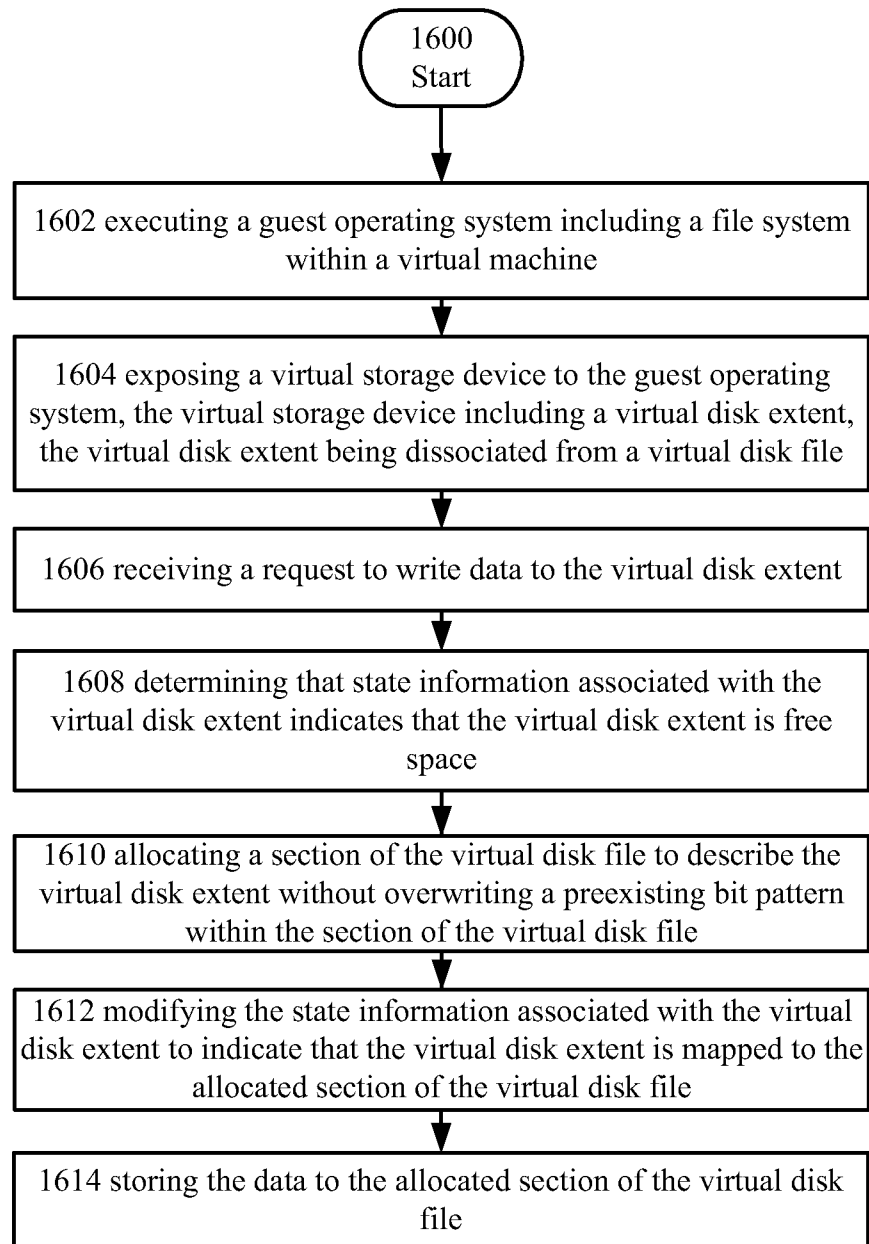 1600
Start
1602 executing a guest operating system including a file system
within a virtual machine
1604 exposing a virtual storage device to the guest operating
system, the virtual storage device including a virtual disk extent,
the virtual disk extent being dissociated from a virtual disk file
1606 receiving a request to write data to the virtual disk extent
1608 determining that state information associated with the
virtual disk extent indicates that the virtual disk extent is free
space
1610 allocating a section of the virtual disk file to describe the
virtual disk extent without overwriting a preexisting bit pattern
within the section of the virtual disk file
1612 modifying the state information associated with the virtual
disk extent to indicate that the virtual disk extent is mapped to the
allocated section of the virtual disk file
1614 storing the data to the allocated section of the virtual disk
file